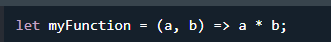 let myFunction = (a, b) => a * b;